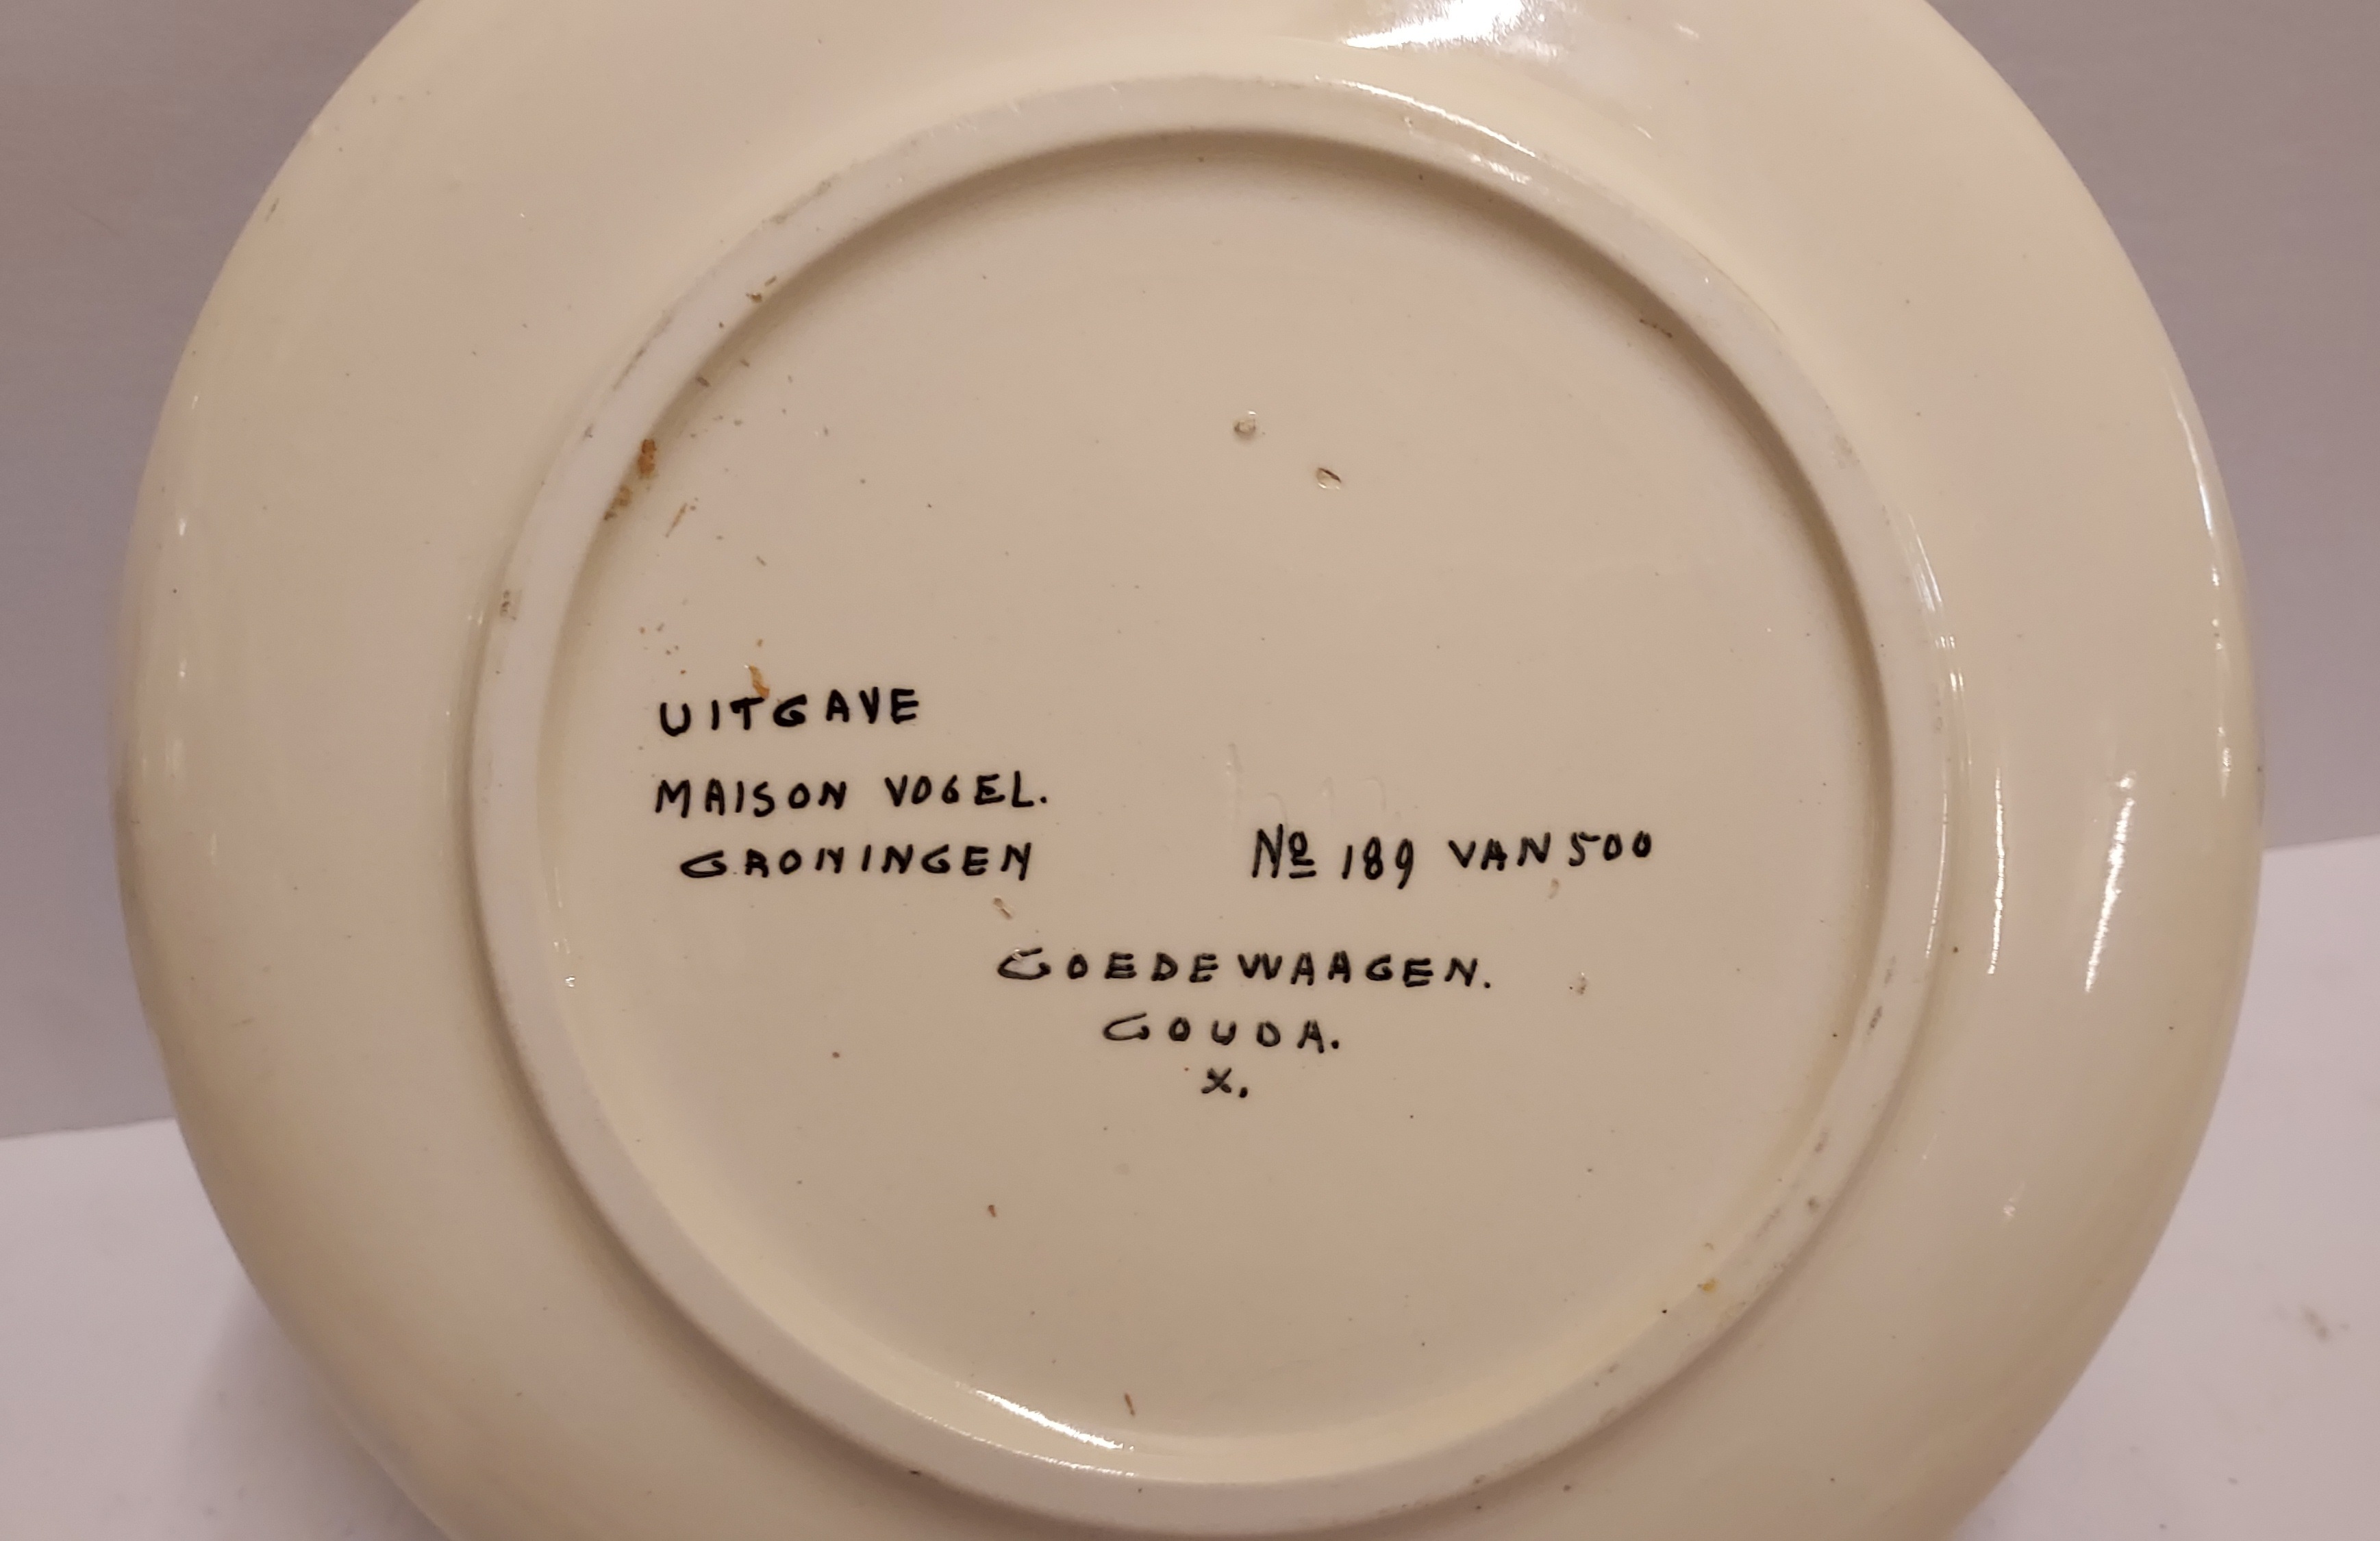 UITGAVE
MAISON VOGEL.
GRONINGEN
Nº 189 VAN 500
GOEDEWAAGEN.
GOUDA.
X.